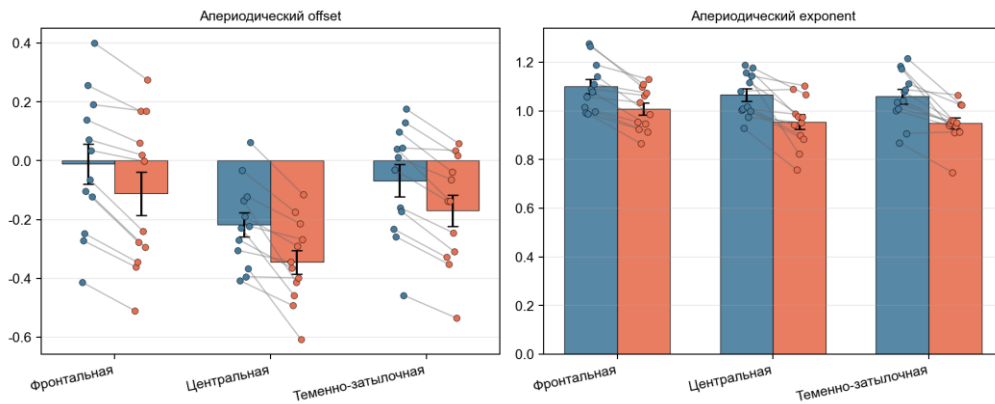 Апериодический offset
0.4
0.2
0.0
-0.2
-0.4
-0.6
Фронтальная
Центральная
Теменно-затылочная
Апериодический exponent
1.2
1.0
0.8
0.6
0.4
0.2
0.0
Фронтальная
Центральная
Теменно-затылочная